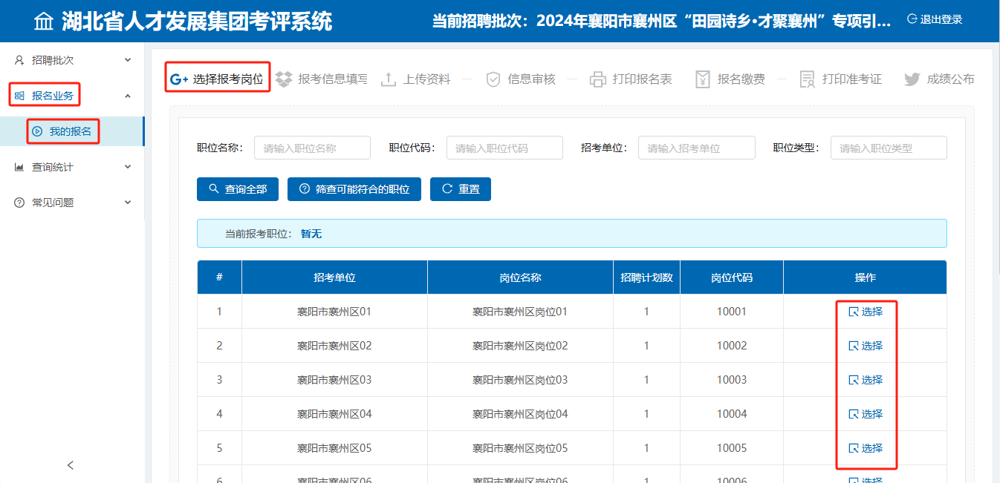 湖北省人才发展集团考评系统
当前招聘批次：2024年襄阳市襄州区“田园诗乡·才聚襄州”专项引...
退出登录
招聘批次
报名业务
我的报名
查询统计
常见问题
选择报考岗位 报考信息填写 上传资料 信息审核 打印报名表 报名缴费 打印准考证 成绩公布
职位名称： 请输入职位名称 职位代码： 请输入职位代码 招考单位： 请输入招考单位 职位类型： 请输入职位类型
查询全部 筛查可能符合的职位 重置
当前报考职位： 暂无
# 招考单位 岗位名称 招聘计划数 岗位代码 操作
1 襄阳市襄州区01 襄阳市襄州区岗位01 1 10001 选择
2 襄阳市襄州区02 襄阳市襄州区岗位02 1 10002 选择
3 襄阳市襄州区03 襄阳市襄州区岗位03 1 10003 选择
4 襄阳市襄州区04 襄阳市襄州区岗位04 1 10004 选择
5 襄阳市襄州区05 襄阳市襄州区岗位05 1 10005 选择
6 襄阳市襄州区06 襄阳市襄州区岗位06 1 10006 选择